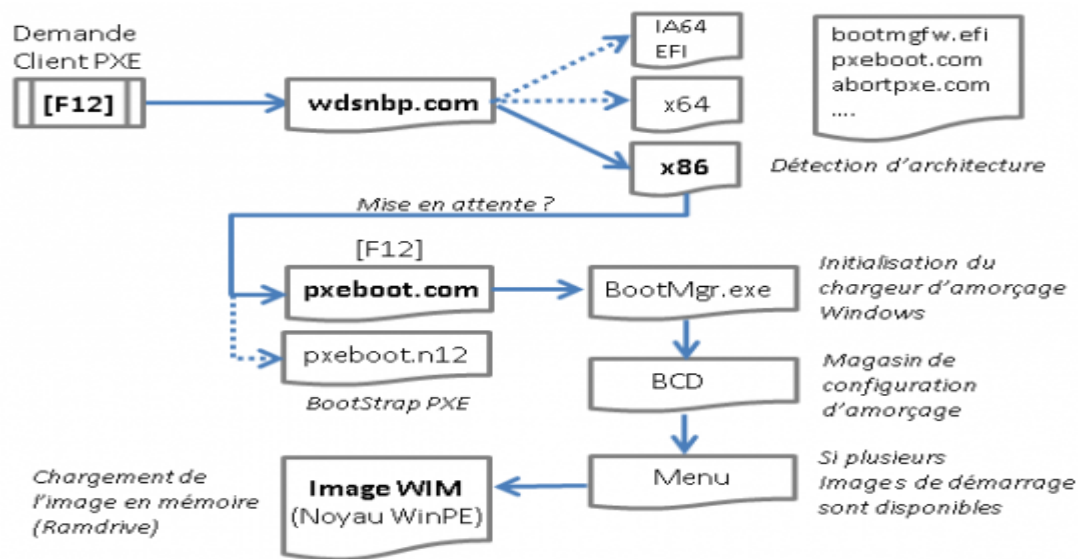 Demande
Client PXE
[F12]
wdsnbp.com
IA64
EFI
x64
x86
bootmgfw.efi
pxeboot.com
abortpxe.com
....
Détection d'architecture
Mise en attente ?
[F12]
pxeboot.com
pxeboot.n12
BootStrap PXE
BootMgr.exe
Initialisation du
chargeur d'amorçage
Windows
BCD
Magasin de
configuration
d'amorçage
Menu
Si plusieurs
Images de démarrage
sont disponibles
Image WIM
(Noyau WinPE)
Chargement de
l'image en mémoire
(Ramdrive)